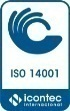 ISO 14001
icontec
internacional